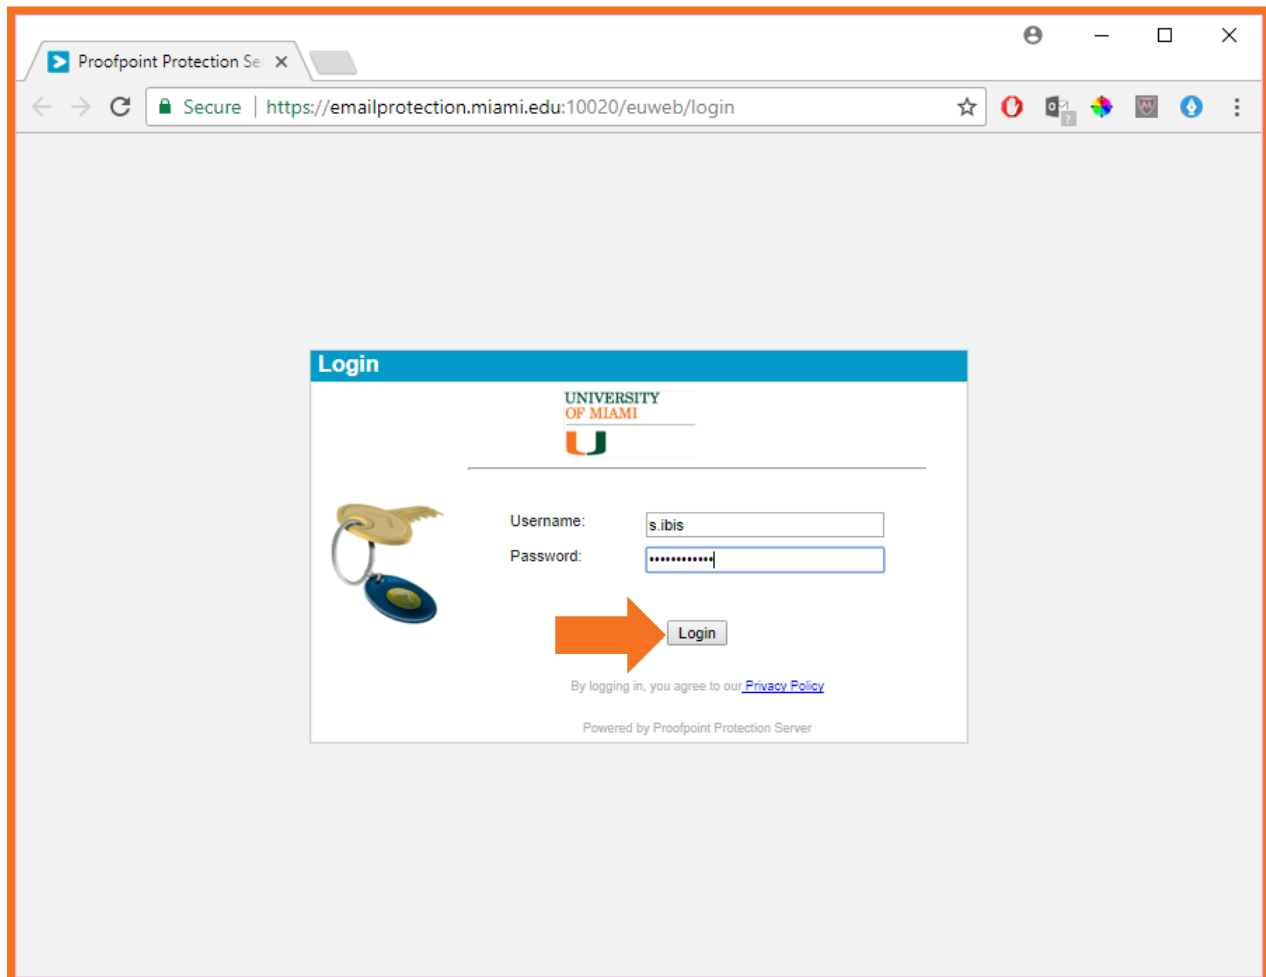 Proofpoint Protection Se
Secure
https://emailprotection.miami.edu:10020/euweb/login
Login
UNIVERSITY
OF MIAMI
Username:
s.ibis
Password:
••••••••••••
Login
By logging in, you agree to our Privacy Policy
Powered by Proofpoint Protection Server